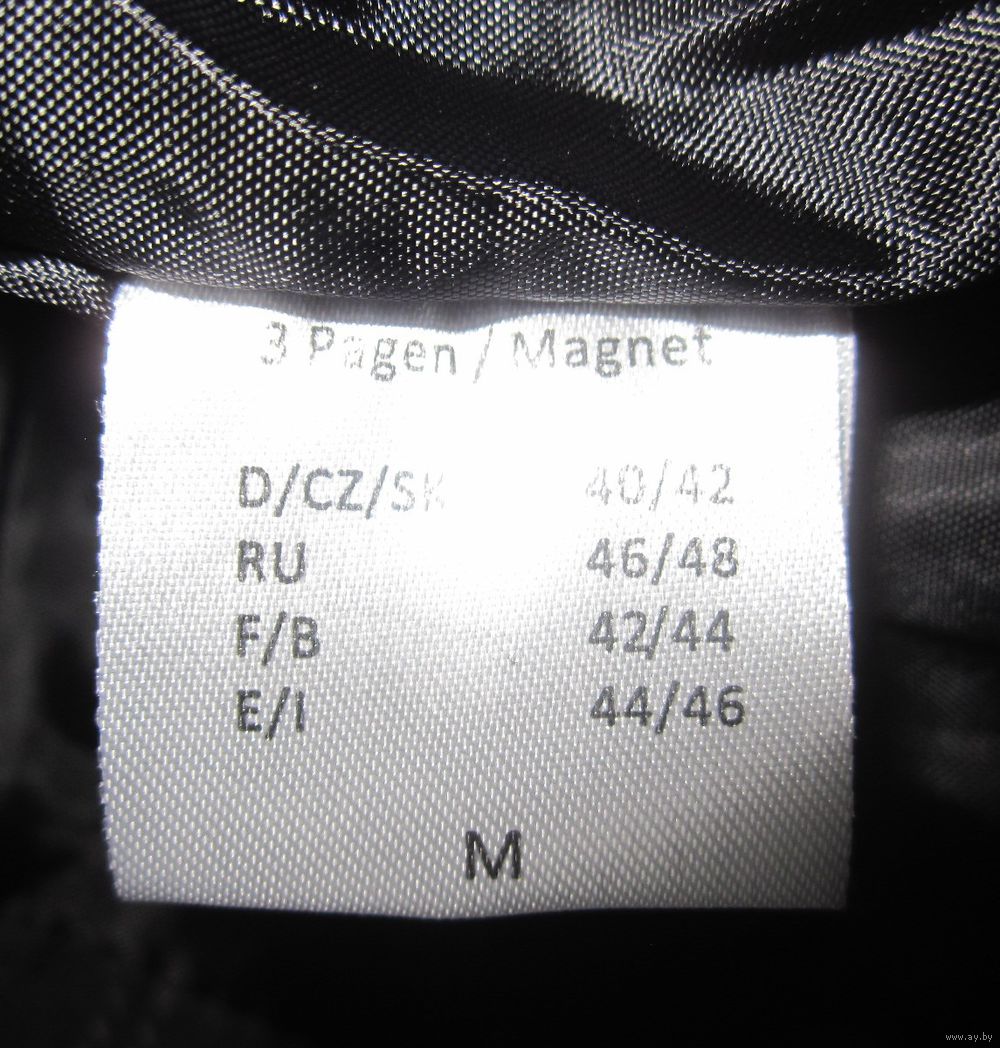 3 Pagen / Magnet
D/CZ/SK 40/42
RU 46/48
F/B 42/44
E/I 44/46
M
www.ay.by